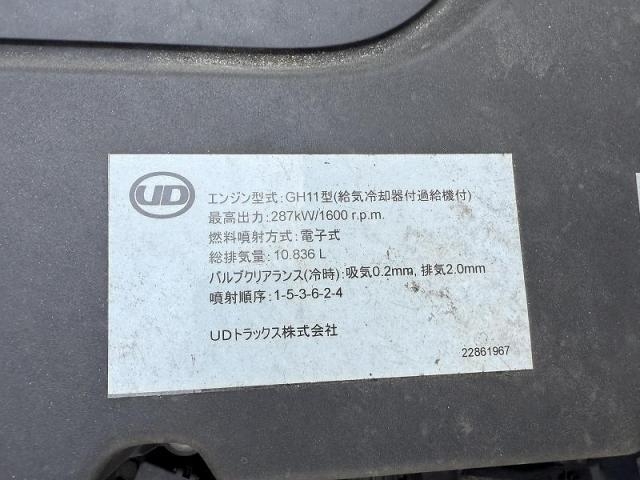 UD
エンジン型式:GH11型(給気冷却器付過給機付)
最高出力:287kW/1600 r.p.m.
燃料噴射方式:電子式
総排気量:10.836 L
バルブクリアランス(冷時):吸気0.2mm, 排気2.0mm
噴射順序:1-5-3-6-2-4
UDトラックス株式会社
22861967